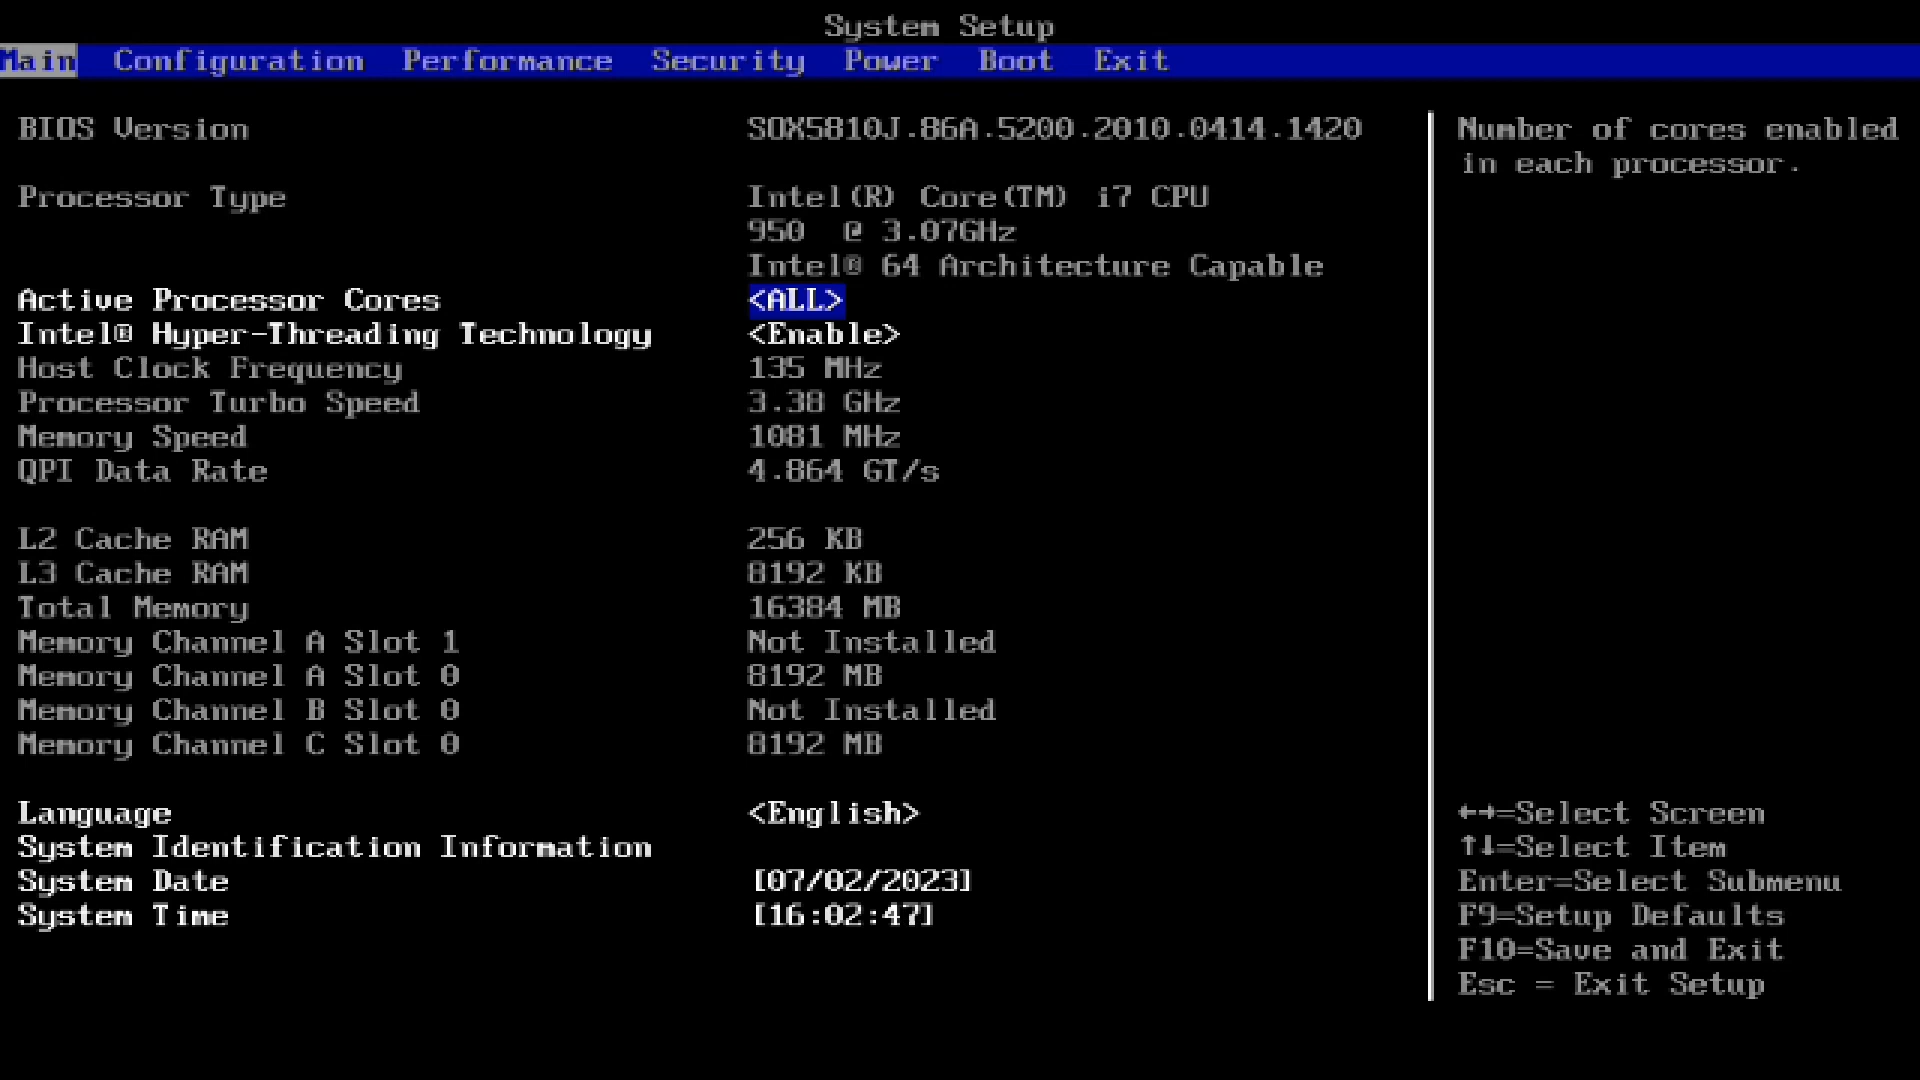 System Setup
Main Configuration Performance Security Power Boot Exit
BIOS Version SOX5810J.86A.5200.2010.0414.1420
Number of cores enabled
in each processor.
Processor Type Intel(R) Core(TM) i7 CPU
950 @ 3.07GHz
Intel® 64 Architecture Capable
Active Processor Cores <ALL>
Intel® Hyper-Threading Technology <Enable>
Host Clock Frequency 135 MHz
Processor Turbo Speed 3.38 GHz
Memory Speed 1081 MHz
QPI Data Rate 4.864 GT/s
L2 Cache RAM 256 KB
L3 Cache RAM 8192 KB
Total Memory 16384 MB
Memory Channel A Slot 1 Not Installed
Memory Channel A Slot 0 8192 MB
Memory Channel B Slot 0 Not Installed
Memory Channel C Slot 0 8192 MB
Language <English>
System Identification Information
System Date [07/02/2023]
System Time [16:02:47]
←→=Select Screen
↑↓=Select Item
Enter=Select Submenu
F9=Setup Defaults
F10=Save and Exit
Esc = Exit Setup